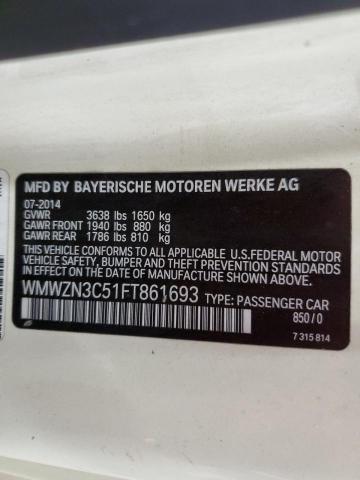 MFD BY BAYERISCHE MOTOREN WERKE AG
07-2014
GVWR 3638 lbs 1650 kg
GAWR FRONT 1940 lbs 880 kg
GAWR REAR 1786 lbs 810 kg
THIS VEHICLE CONFORMS TO ALL APPLICABLE U.S.FEDERAL MOTOR
VEHICLE SAFETY, BUMPER, AND THEFT PREVENTION STANDARDS
IN EFFECT ON THE DATE OF MANUFACTURE SHOWN ABOVE.
WMWZN3C51FT861693 TYPE: PASSENGER CAR
850/0
7 315 814